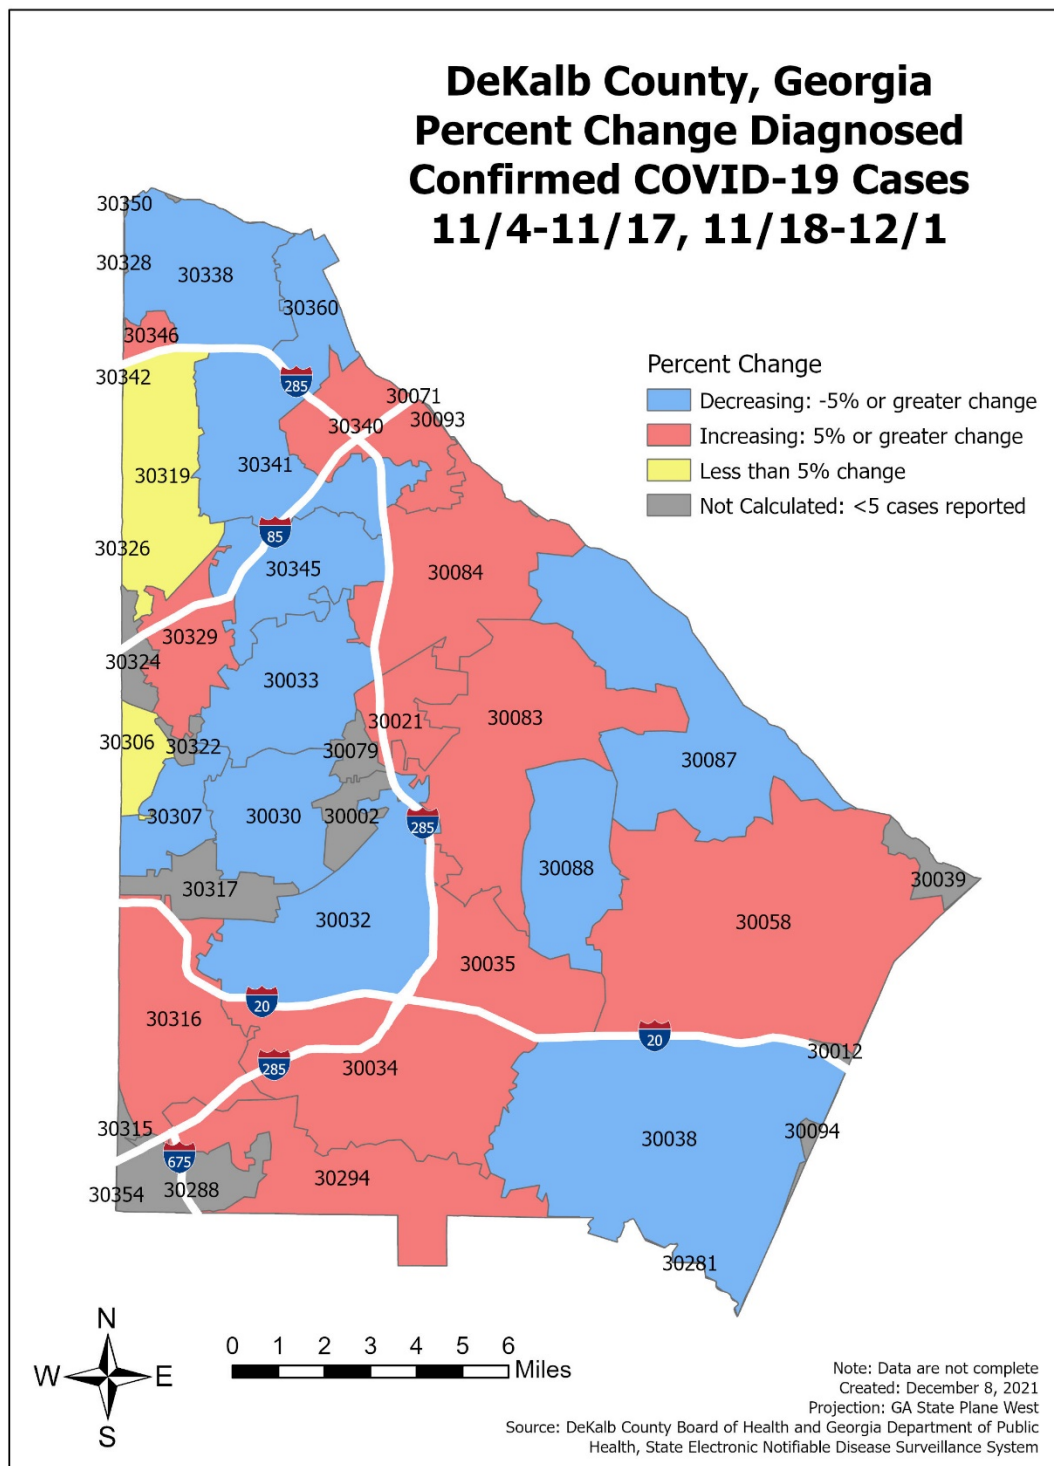 DeKalb County, Georgia
Percent Change Diagnosed
Confirmed COVID-19 Cases
11/4-11/17, 11/18-12/1
30350
30328
30338
30360
30346
30342
285
30071
30340
30093
30341
30319
Percent Change
Decreasing: -5% or greater change
Increasing: 5% or greater change
Less than 5% change
Not Calculated: <5 cases reported
85
30326
30345
30084
30329
30324
30033
30021
30083
30306
30322
30079
30087
30307
30030
30002
285
30088
30317
30039
30032
30058
30035
20
30316
20
30012
285
30034
30315
30038
30094
675
30354
30288
30294
30281
N
W
E
S
0 1 2 3 4 5 6
Miles
Note: Data are not complete
Created: December 8, 2021
Projection: GA State Plane West
Source: DeKalb County Board of Health and Georgia Department of Public
Health, State Electronic Notifiable Disease Surveillance System